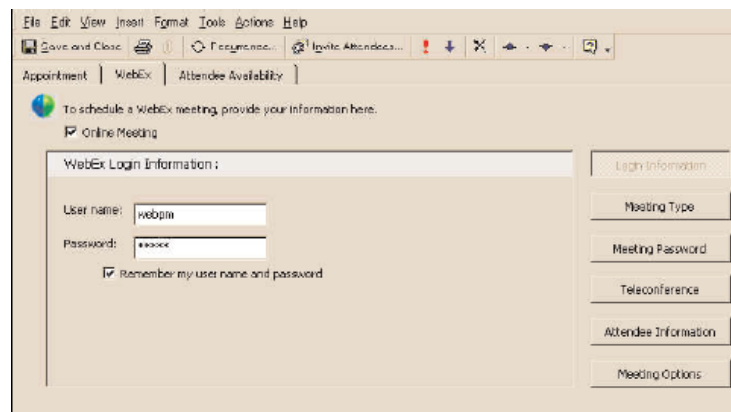 File Edit View Insert Format Tools Actions Help
Save and Close Recurrence... Invite Attendees...
Appointment WebEx Attendee Availability
To schedule a WebEx meeting, provide your information here.
Online Meeting
WebEx Login Information :
Login Information
User name: webpm
Meeting Type
Password: *****
Meeting Password
Remember my user name and password
Teleconference
Attendee Information
Meeting Options